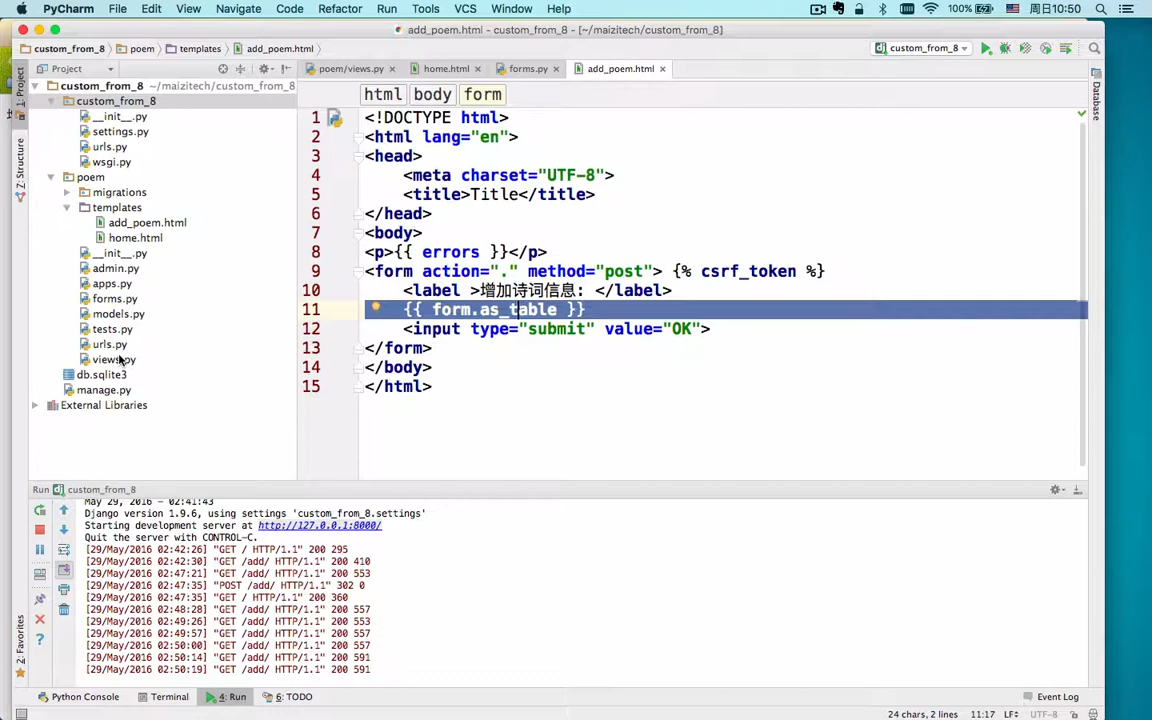 PyCharm File Edit View Navigate Code Refactor Run Tools VCS Window Help 100% 周日10:50
add_poem.html - custom_from_8 - [~/maizitech/custom_from_8]
custom_from_8 poem templates add_poem.html custom_from_8
Project poem/views.py home.html forms.py add_poem.html
1: Project
Z: Structure
2: Favorites
Database
custom_from_8 ~/maizitech/custom_from_8
custom_from_8
__init__.py
settings.py
urls.py
wsgi.py
poem
migrations
templates
add_poem.html
home.html
__init__.py
admin.py
apps.py
forms.py
models.py
tests.py
urls.py
views.py
db.sqlite3
manage.py
External Libraries
html body form
1 <!DOCTYPE html>
2 <html lang="en">
3 <head>
4 <meta charset="UTF-8">
5 <title>Title</title>
6 </head>
7 <body>
8 <p>{{ errors }}</p>
9 <form action="." method="post"> {% csrf_token %}
10 <label >增加诗词信息: </label>
11 {{ form.as_table }}
12 <input type="submit" value="OK">
13 </form>
14 </body>
15 </html>
Run custom_from_8
May 29, 2016 - 02:41:43
Django version 1.9.6, using settings 'custom_from_8.settings'
Starting development server at http://127.0.0.1:8000/
Quit the server with CONTROL-C.
[29/May/2016 02:42:26] "GET / HTTP/1.1" 200 295
[29/May/2016 02:42:30] "GET /add/ HTTP/1.1" 200 410
[29/May/2016 02:47:21] "GET /add/ HTTP/1.1" 200 553
[29/May/2016 02:47:35] "POST /add/ HTTP/1.1" 302 0
[29/May/2016 02:47:35] "GET / HTTP/1.1" 200 360
[29/May/2016 02:48:28] "GET /add/ HTTP/1.1" 200 557
[29/May/2016 02:49:26] "GET /add/ HTTP/1.1" 200 553
[29/May/2016 02:49:57] "GET /add/ HTTP/1.1" 200 557
[29/May/2016 02:50:00] "GET /add/ HTTP/1.1" 200 557
[29/May/2016 02:50:14] "GET /add/ HTTP/1.1" 200 591
[29/May/2016 02:50:19] "GET /add/ HTTP/1.1" 200 591
Python Console Terminal 4: Run 6: TODO Event Log
24 chars, 2 lines 11:17 LF÷ UTF-8